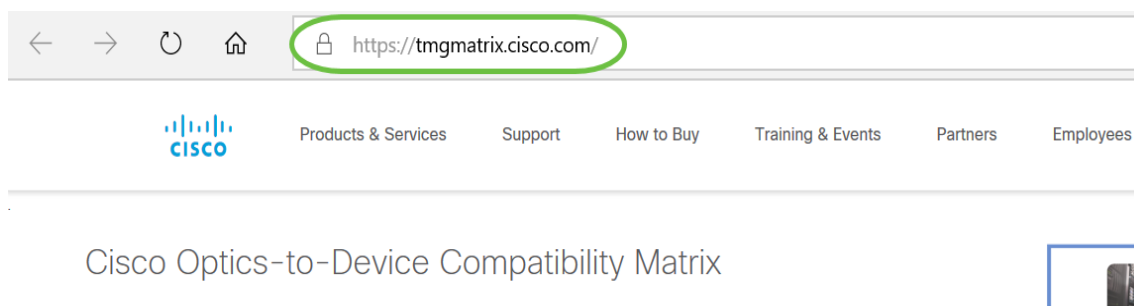 https://tmgmatrix.cisco.com/
CISCO Products & Services Support How to Buy Training & Events Partners Employees
Cisco Optics-to-Device Compatibility Matrix